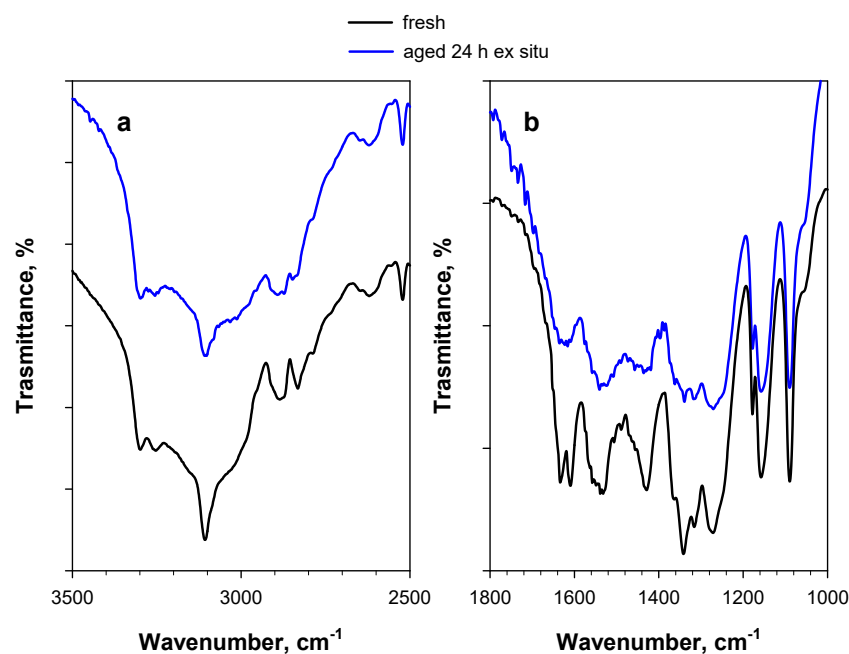 fresh
aged 24 h ex situ
a
b
Trasmittance, %
Trasmittance, %
3500 3000 2500
1800 1600 1400 1200 1000
Wavenumber, cm-1
Wavenumber, cm-1